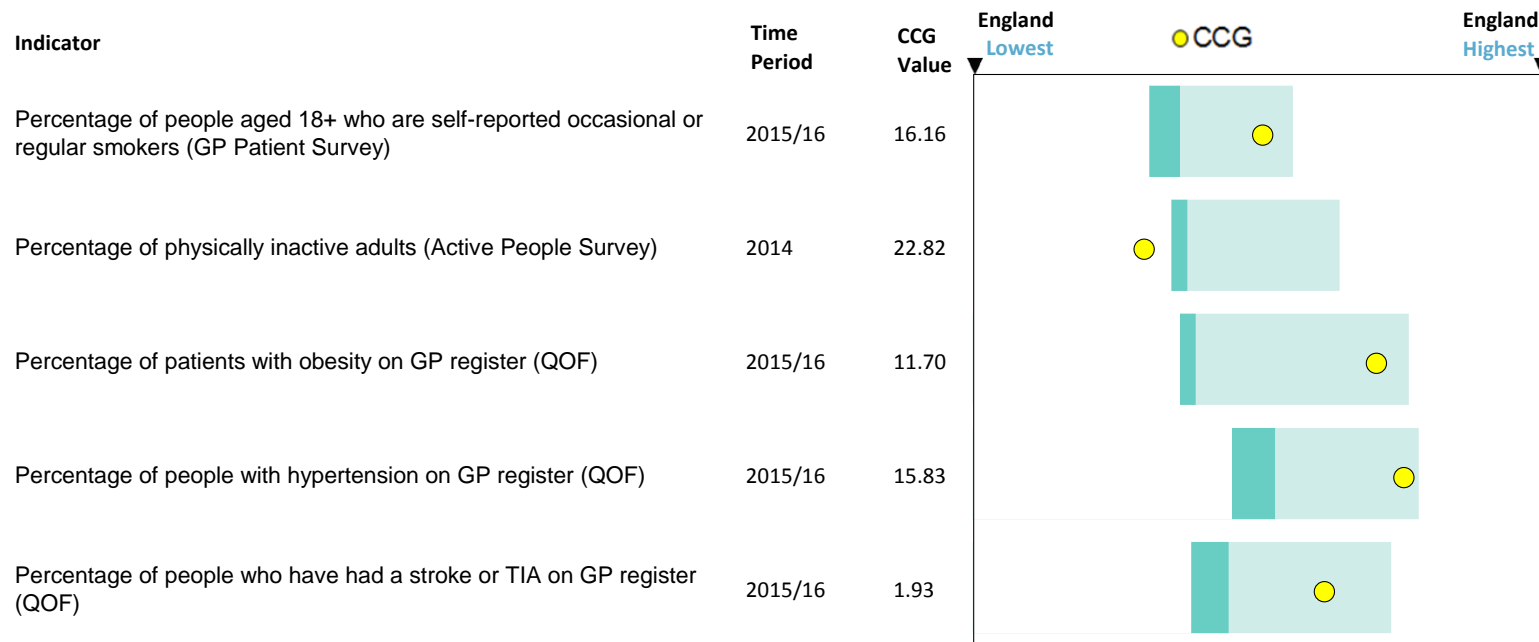 Indicator
Time Period
CCG Value
England Lowest
CCG
England Highest
Percentage of people aged 18+ who are self-reported occasional or
regular smokers (GP Patient Survey)
2015/16
16.16
Percentage of physically inactive adults (Active People Survey)
2014
22.82
Percentage of patients with obesity on GP register (QOF)
2015/16
11.70
Percentage of people with hypertension on GP register (QOF)
2015/16
15.83
Percentage of people who have had a stroke or TIA on GP register
(QOF)
2015/16
1.93